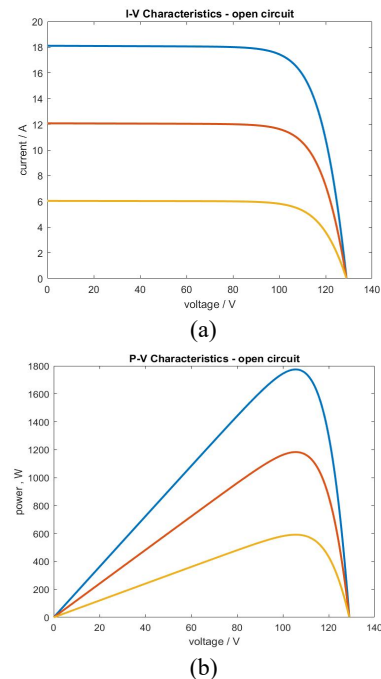 I-V Characteristics - open circuit
18
16
14
12
10
8
6
4
2
0
current / A
0 20 40 60 80 100 120 140
voltage / V
(a)
P-V Characteristics - open circuit
1800
1600
1400
1200
1000
800
600
400
200
0
power , W
0 20 40 60 80 100 120 140
voltage / V
(b)